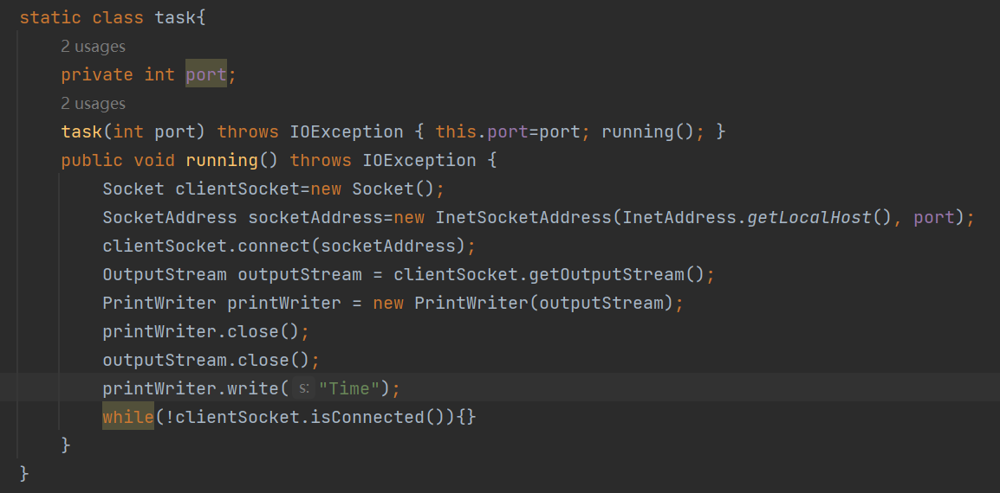 static class task{
2 usages
private int port;
2 usages
task(int port) throws IOException { this.port=port; running(); }
public void running() throws IOException {
Socket clientSocket=new Socket();
SocketAddress socketAddress=new InetSocketAddress(InetAddress.getLocalHost(), port);
clientSocket.connect(socketAddress);
OutputStream outputStream = clientSocket.getOutputStream();
PrintWriter printWriter = new PrintWriter(outputStream);
printWriter.close();
outputStream.close();
printWriter.write( s: "Time");
while(!clientSocket.isConnected()){}
}
}